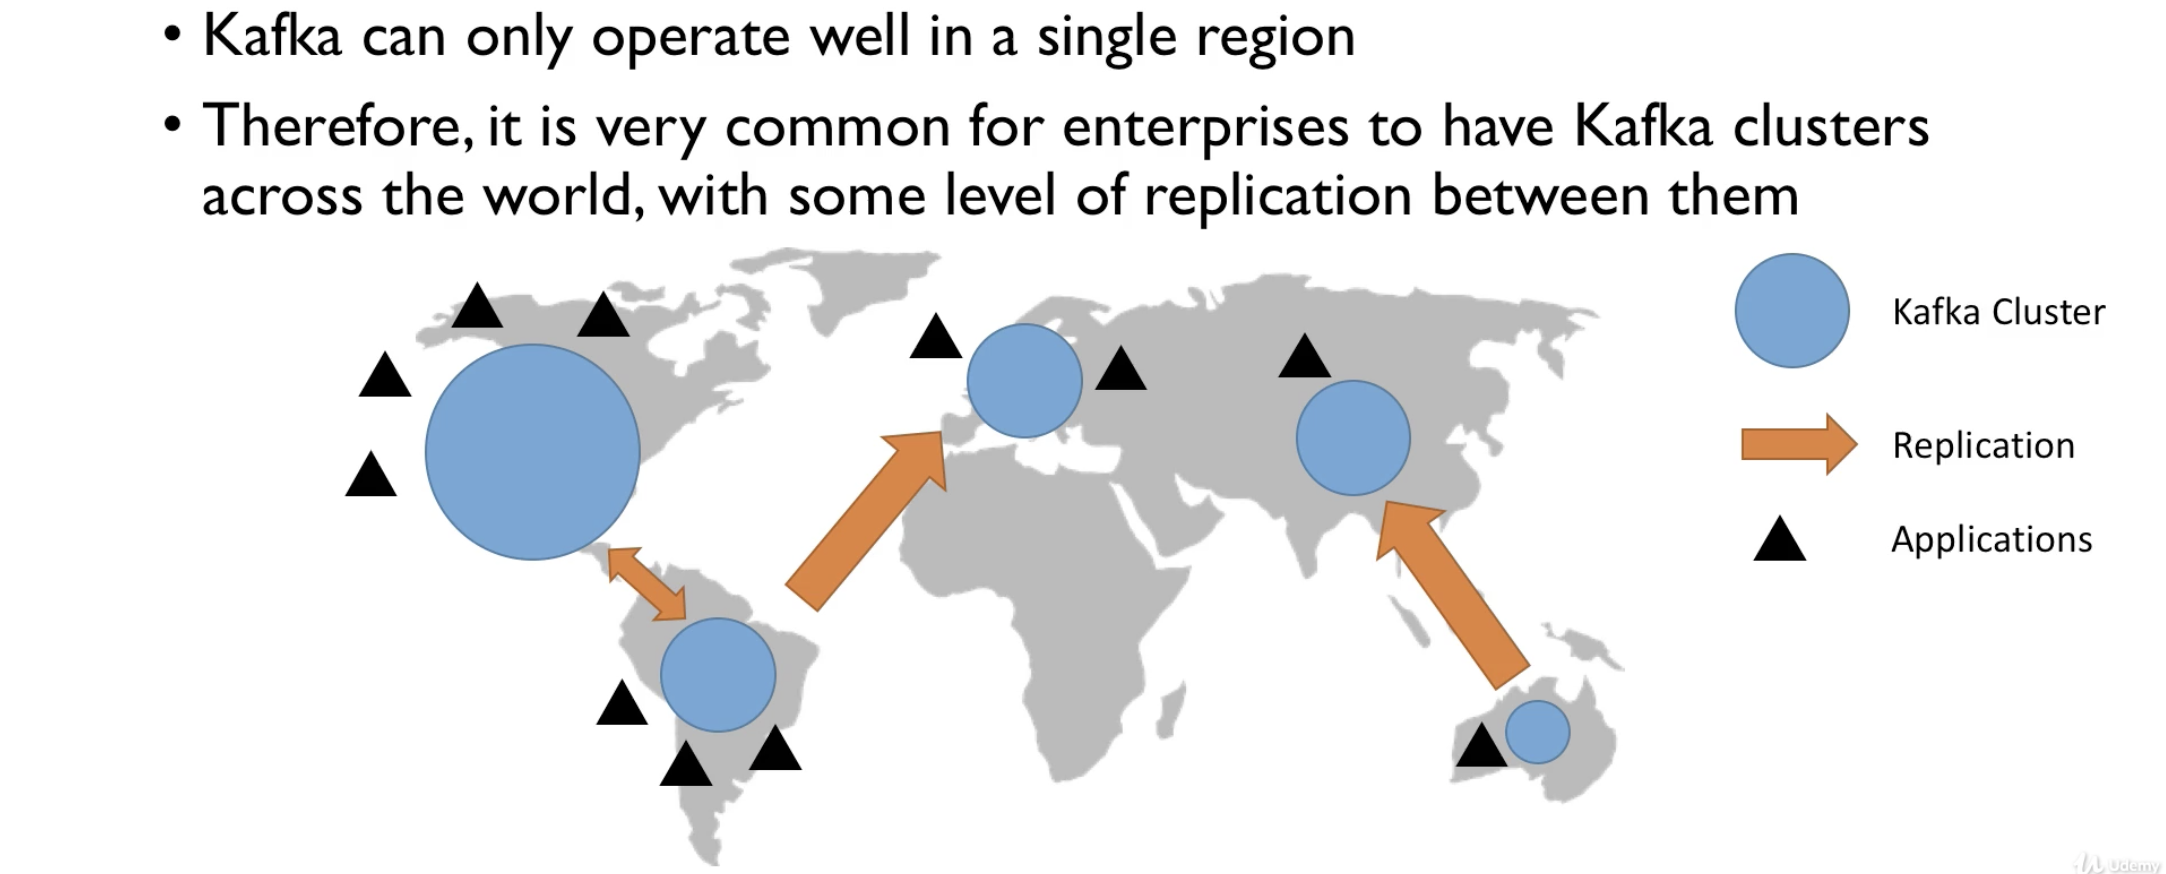 • Kafka can only operate well in a single region
• Therefore, it is very common for enterprises to have Kafka clusters
across the world, with some level of replication between them
Kafka Cluster
Replication
Applications
Udemy